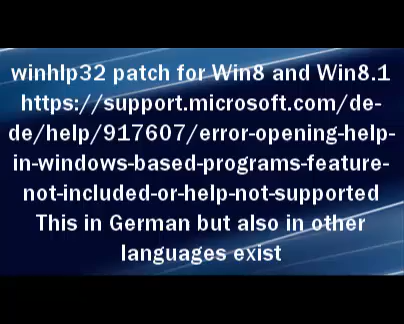 winhlp32 patch for Win8 and Win8.1
https://support.microsoft.com/de-
de/help/917607/error-opening-help-
in-windows-based-programs-feature-
not-included-or-help-not-supported
This in German but also in other
languages exist